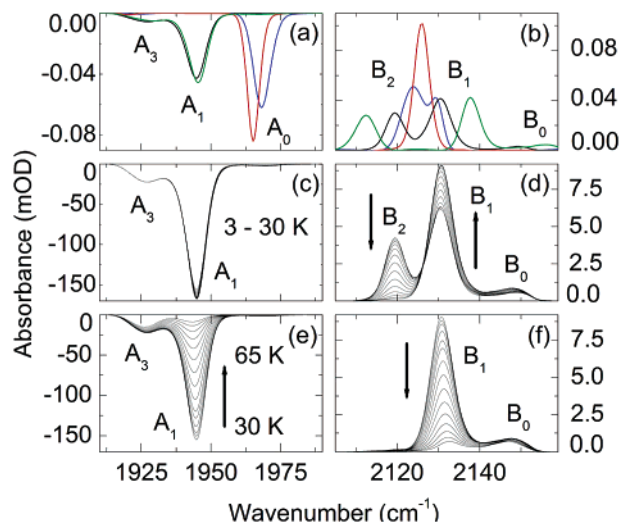 0.00
-0.04
-0.08
A3
A1
A0
(a)
(b)
B2
B1
B0
0.08
0.04
0.00
0
-50
-100
-150
(c)
A3
3 - 30 K
A1
(d)
B2
B1
B0
7.5
5.0
2.5
0.0
0
-50
-100
-150
(e)
A3
65 K
A1
30 K
(f)
B1
B0
7.5
5.0
2.5
0.0
Absorbance (mOD)
1925 1950 1975
2120 2140
Wavenumber (cm-1)